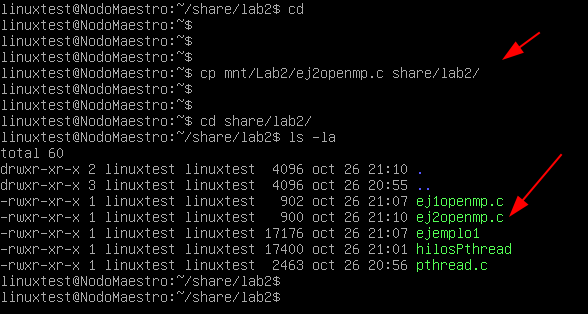 linuxtest@NodoMaestro:~/share/lab2$ cd
linuxtest@NodoMaestro:~$
linuxtest@NodoMaestro:~$
linuxtest@NodoMaestro:~$
linuxtest@NodoMaestro:~$ cp mnt/Lab2/ej2openmp.c share/lab2/
linuxtest@NodoMaestro:~$
linuxtest@NodoMaestro:~$
linuxtest@NodoMaestro:~$ cd share/lab2/
linuxtest@NodoMaestro:~/share/lab2$ ls -la
total 60
drwxr-xr-x 2 linuxtest linuxtest  4096 oct 26 21:10 .
drwxr-xr-x 3 linuxtest linuxtest  4096 oct 26 20:55 ..
-rwxr-xr-x 1 linuxtest linuxtest   902 oct 26 21:07 ej1openmp.c
-rwxr-xr-x 1 linuxtest linuxtest   900 oct 26 21:10 ej2openmp.c
-rwxr-xr-x 1 linuxtest linuxtest 17176 oct 26 21:07 ejemplo1
-rwxr-xr-x 1 linuxtest linuxtest 17400 oct 26 21:01 hilosPthread
-rwxr-xr-x 1 linuxtest linuxtest  2463 oct 26 20:56 pthread.c
linuxtest@NodoMaestro:~/share/lab2$
linuxtest@NodoMaestro:~/share/lab2$